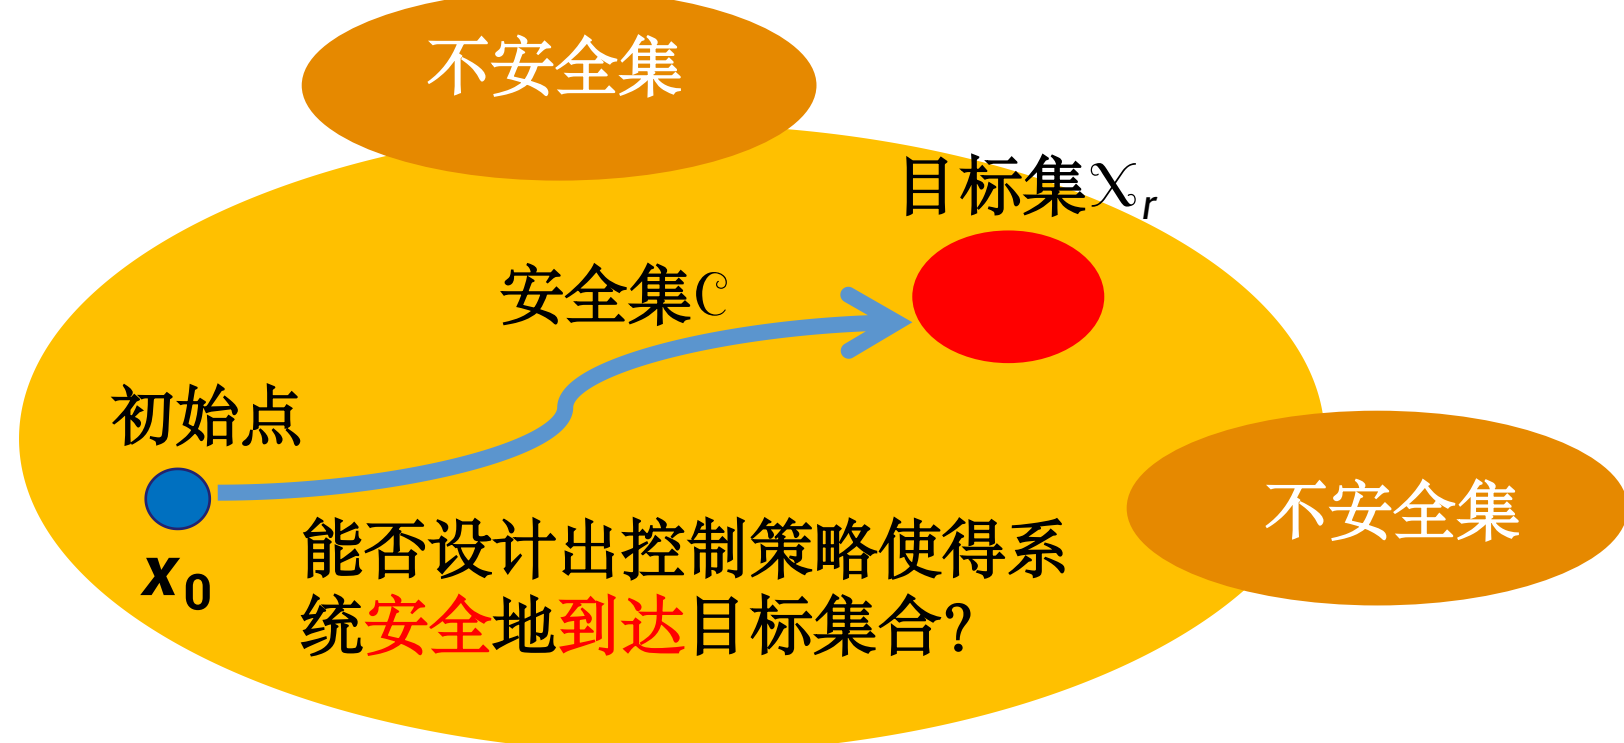 不安全集
目标集𝒳r
安全集𝒞
初始点
x0
能否设计出控制策略使得系
统安全地到达目标集合?
不安全集